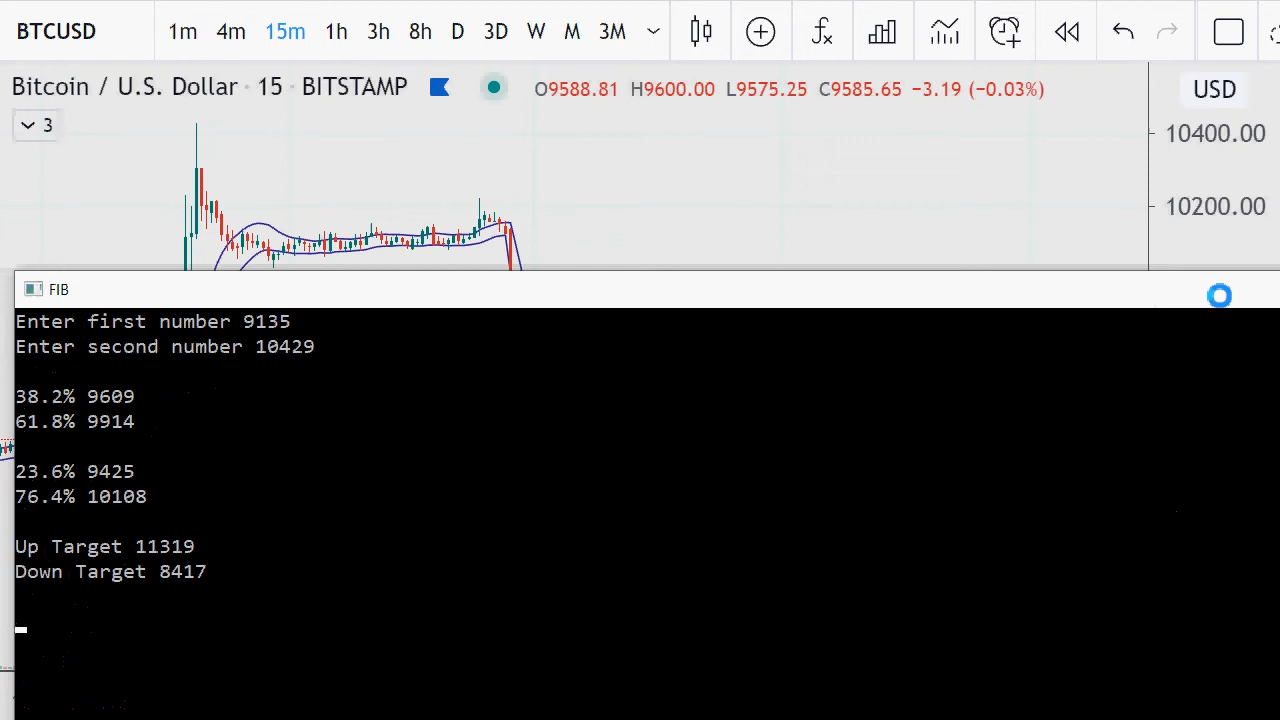 BTCUSD 1m 4m 15m 1h 3h 8h D 3D W M 3M fx
Bitcoin / U.S. Dollar · 15 · BITSTAMP O9588.81 H9600.00 L9575.25 C9585.65 −3.19 (−0.03%) USD
3
10400.00
10200.00
FIB
Enter first number 9135
Enter second number 10429
38.2% 9609
61.8% 9914
23.6% 9425
76.4% 10108
Up Target 11319
Down Target 8417